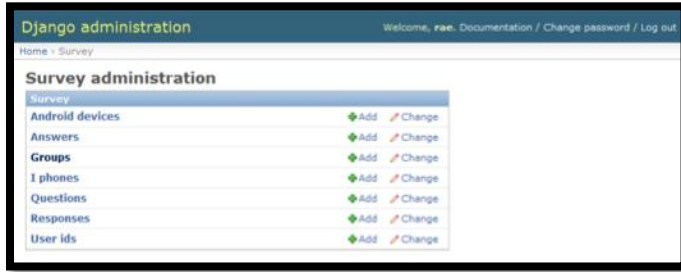 Django administration Welcome, rae. Documentation / Change password / Log out
Home › Survey
Survey administration
Survey
Android devices Add Change
Answers Add Change
Groups Add Change
I phones Add Change
Questions Add Change
Responses Add Change
User ids Add Change